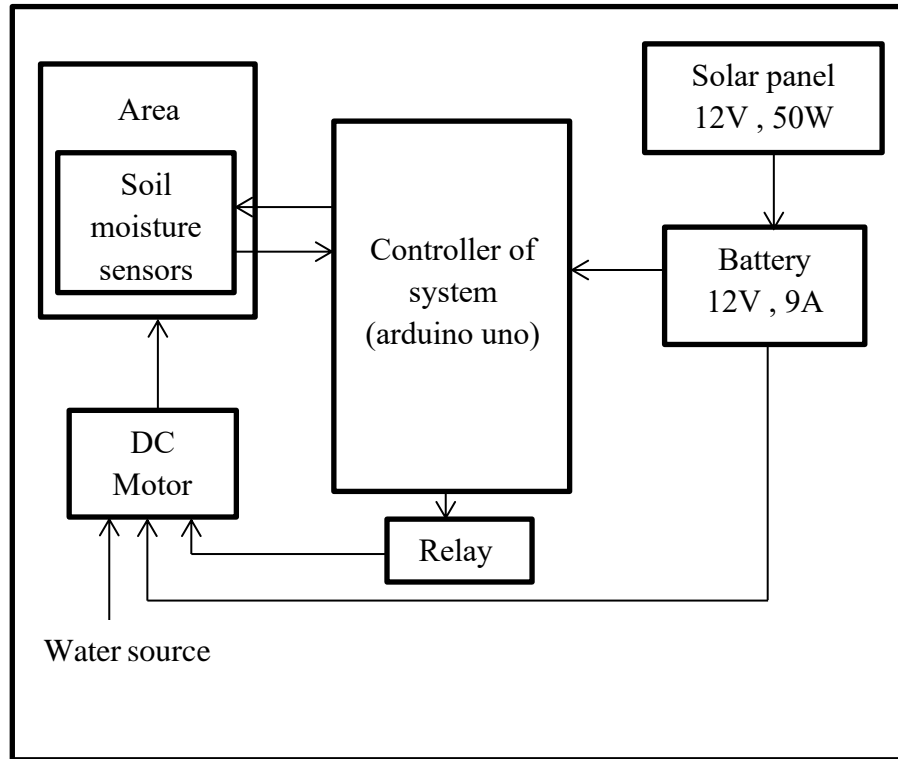 Area
Soil
moisture
sensors
Controller of
system
(arduino uno)
Solar panel
12V , 50W
Battery
12V , 9A
DC
Motor
Relay
Water source